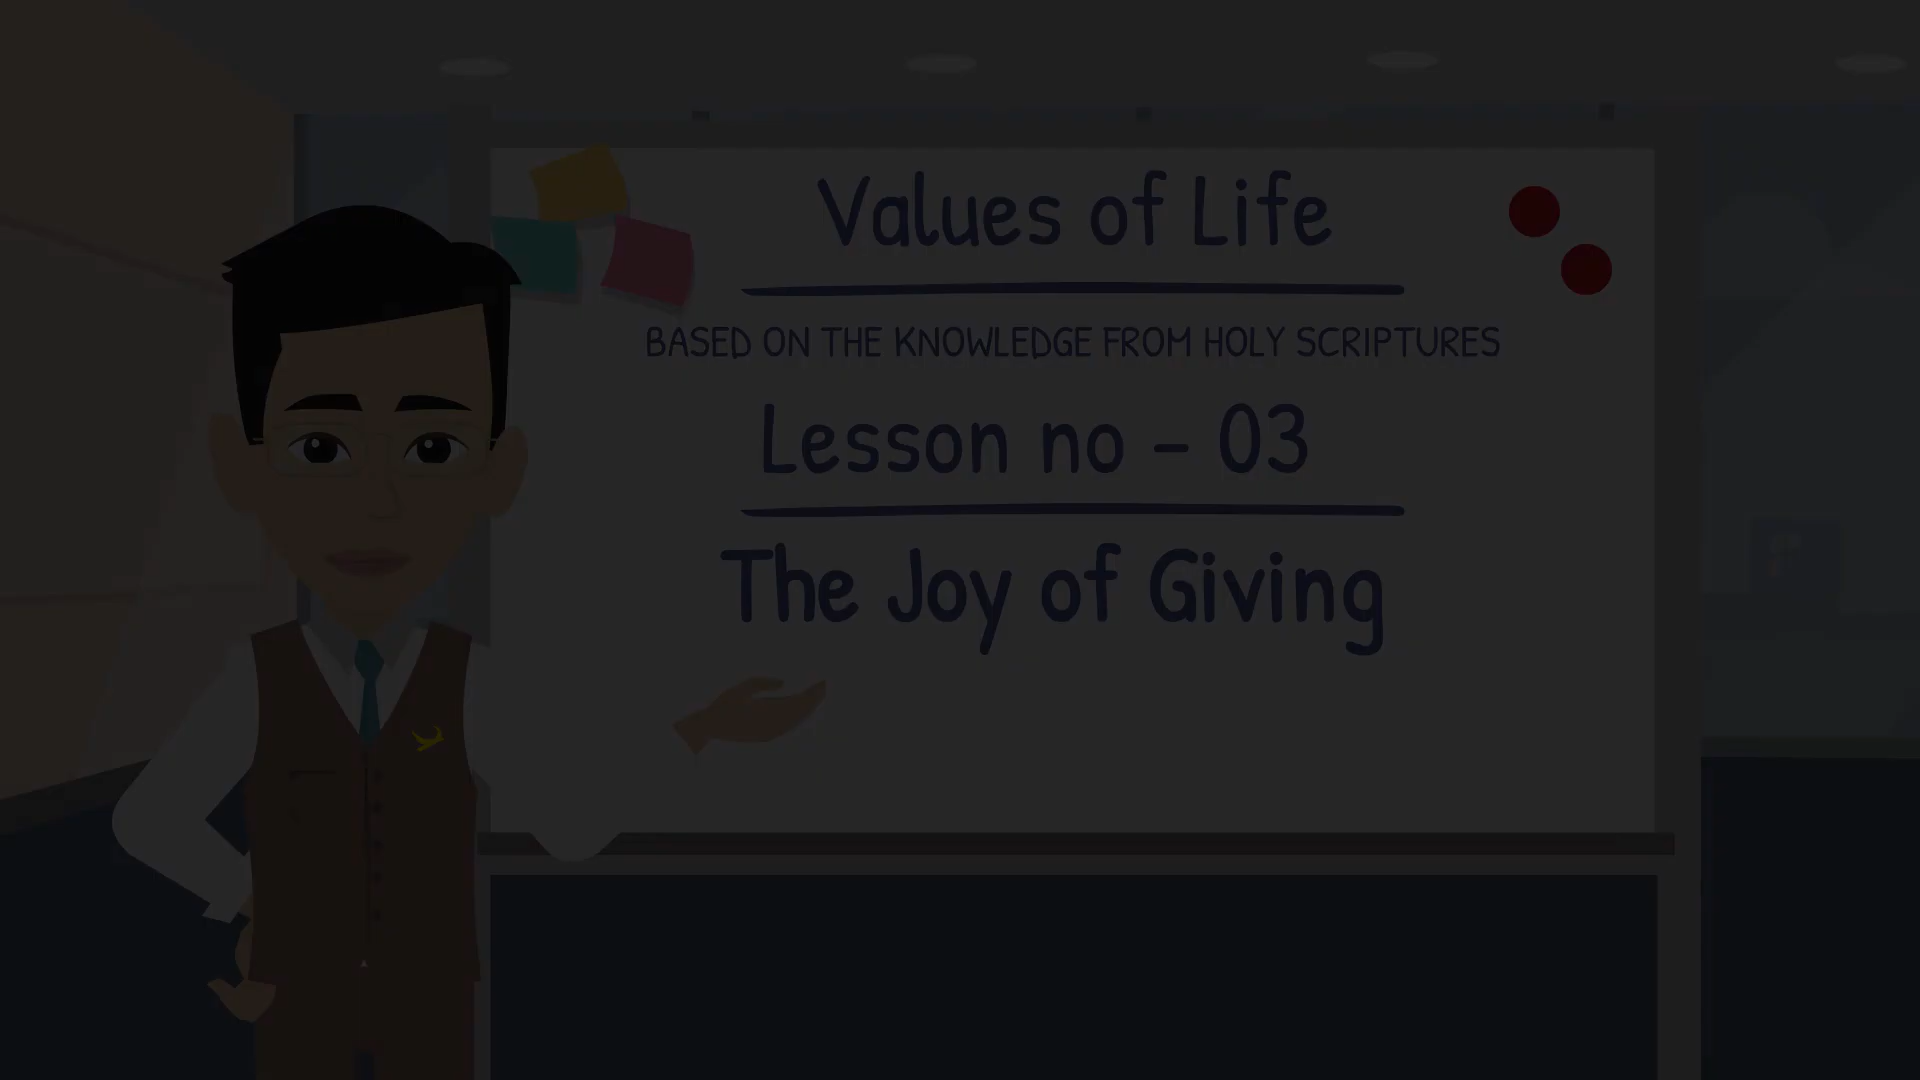 Values of Life
BASED ON THE KNOWLEDGE FROM HOLY SCRIPTURES
Lesson no - 03
The Joy of Giving